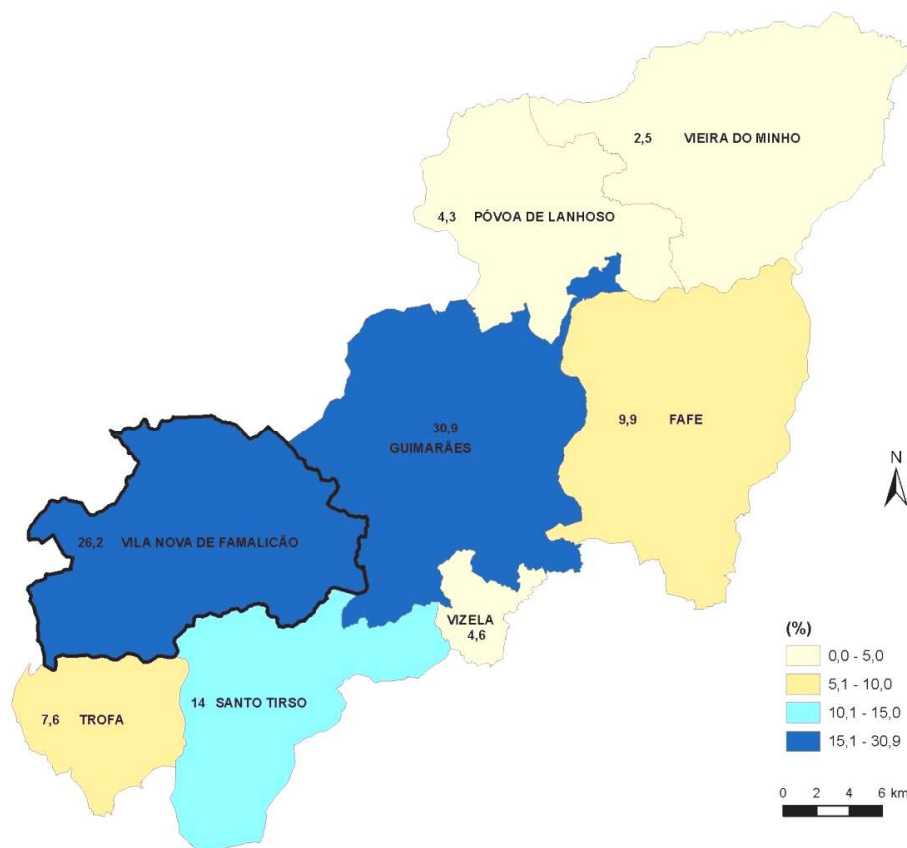 2,5 VIEIRA DO MINHO
4,3 PÓVOA DE LANHOSO
9,9 FAFE
30,9
GUIMARÃES
N
26,2 VILA NOVA DE FAMALICÃO
VIZELA
4,6
(%)
0,0 - 5,0
5,1 - 10,0
10,1 - 15,0
15,1 - 30,9
14 SANTO TIRSO
7,6 TROFA
0 2 4 6 km